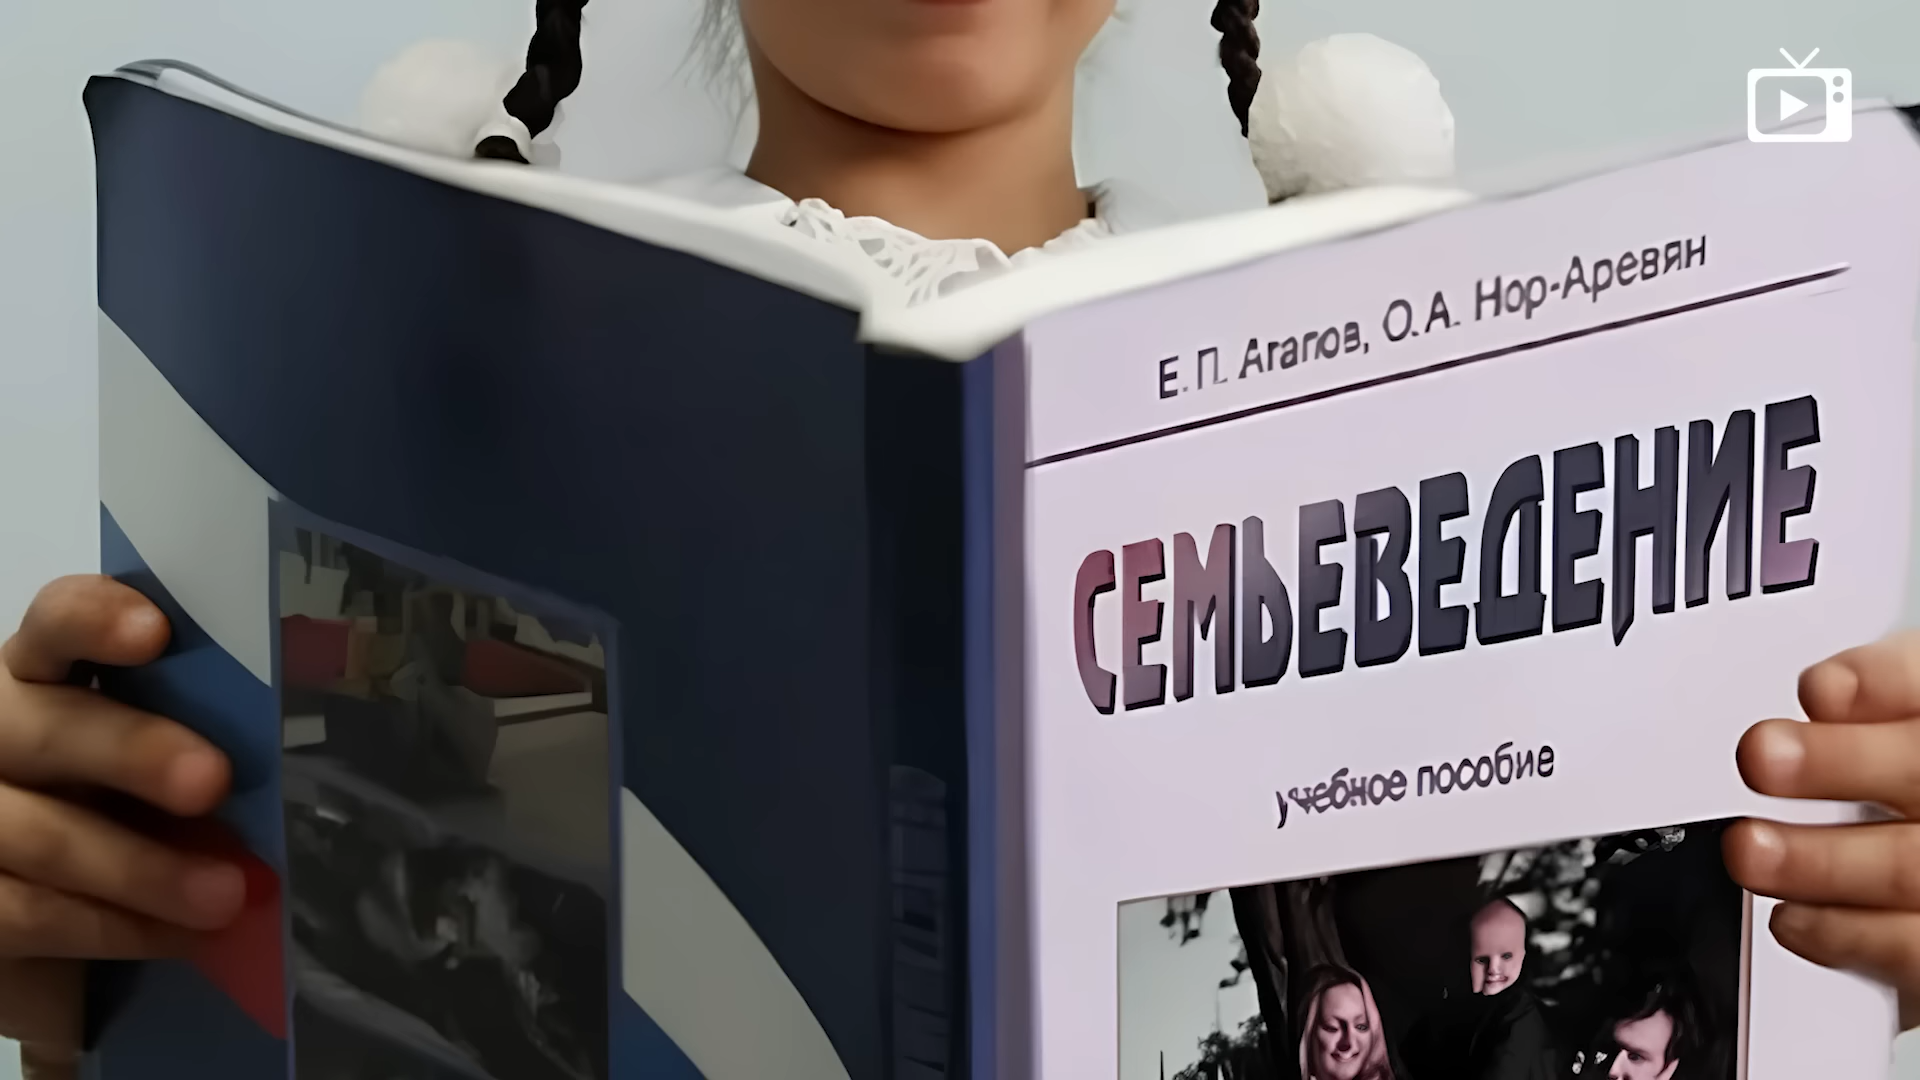 Е. П. Агапов, О. А. Нор-Аревян
СЕМЬЕВЕДЕНИЕ
учебное пособие